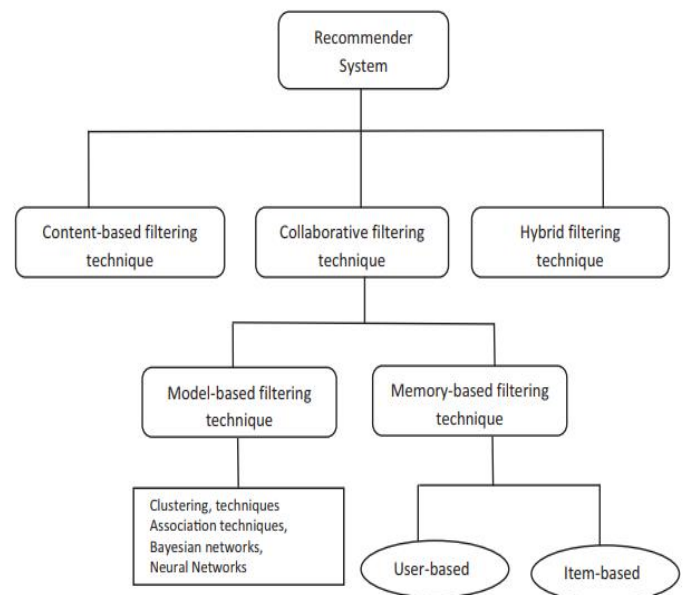 Recommender
System
Content-based filtering
technique
Collaborative filtering
technique
Hybrid filtering
technique
Model-based filtering
technique
Memory-based filtering
technique
Clustering, techniques
Association techniques,
Bayesian networks,
Neural Networks
User-based
Item-based